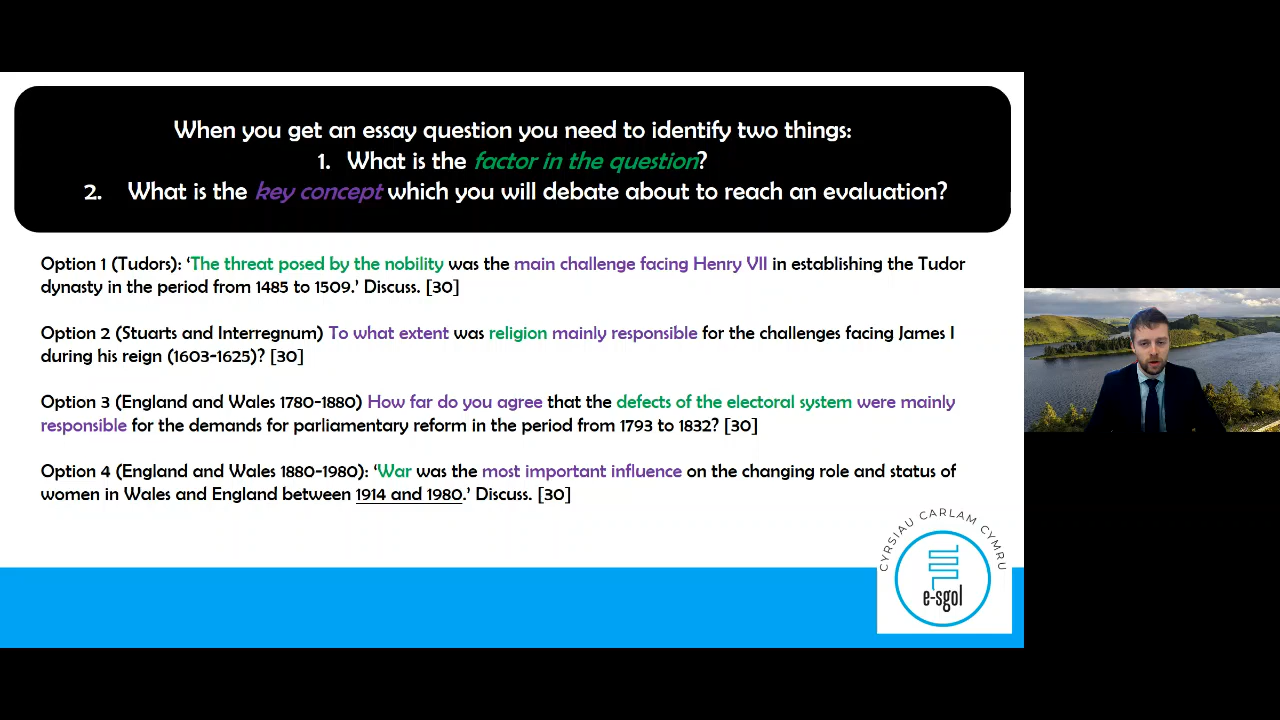 When you get an essay question you need to identify two things:
1. What is the factor in the question?
2. What is the key concept which you will debate about to reach an evaluation?
Option 1 (Tudors): ‘The threat posed by the nobility was the main challenge facing Henry VII in establishing the Tudor
dynasty in the period from 1485 to 1509.’ Discuss. [30]
Option 2 (Stuarts and Interregnum) To what extent was religion mainly responsible for the challenges facing James I
during his reign (1603-1625)? [30]
Option 3 (England and Wales 1780-1880) How far do you agree that the defects of the electoral system were mainly
responsible for the demands for parliamentary reform in the period from 1793 to 1832? [30]
Option 4 (England and Wales 1880-1980): ‘War was the most important influence on the changing role and status of
women in Wales and England between 1914 and 1980.’ Discuss. [30]
CYRSIAU CARLAM CYMRU
e-sgol